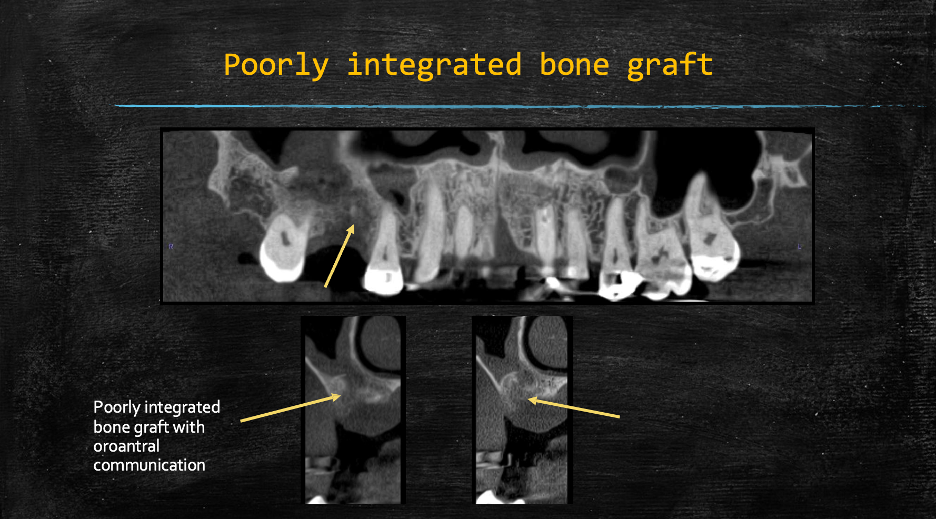 Poorly integrated bone graft
R
L
Poorly integrated
bone graft with
oroantral
communication